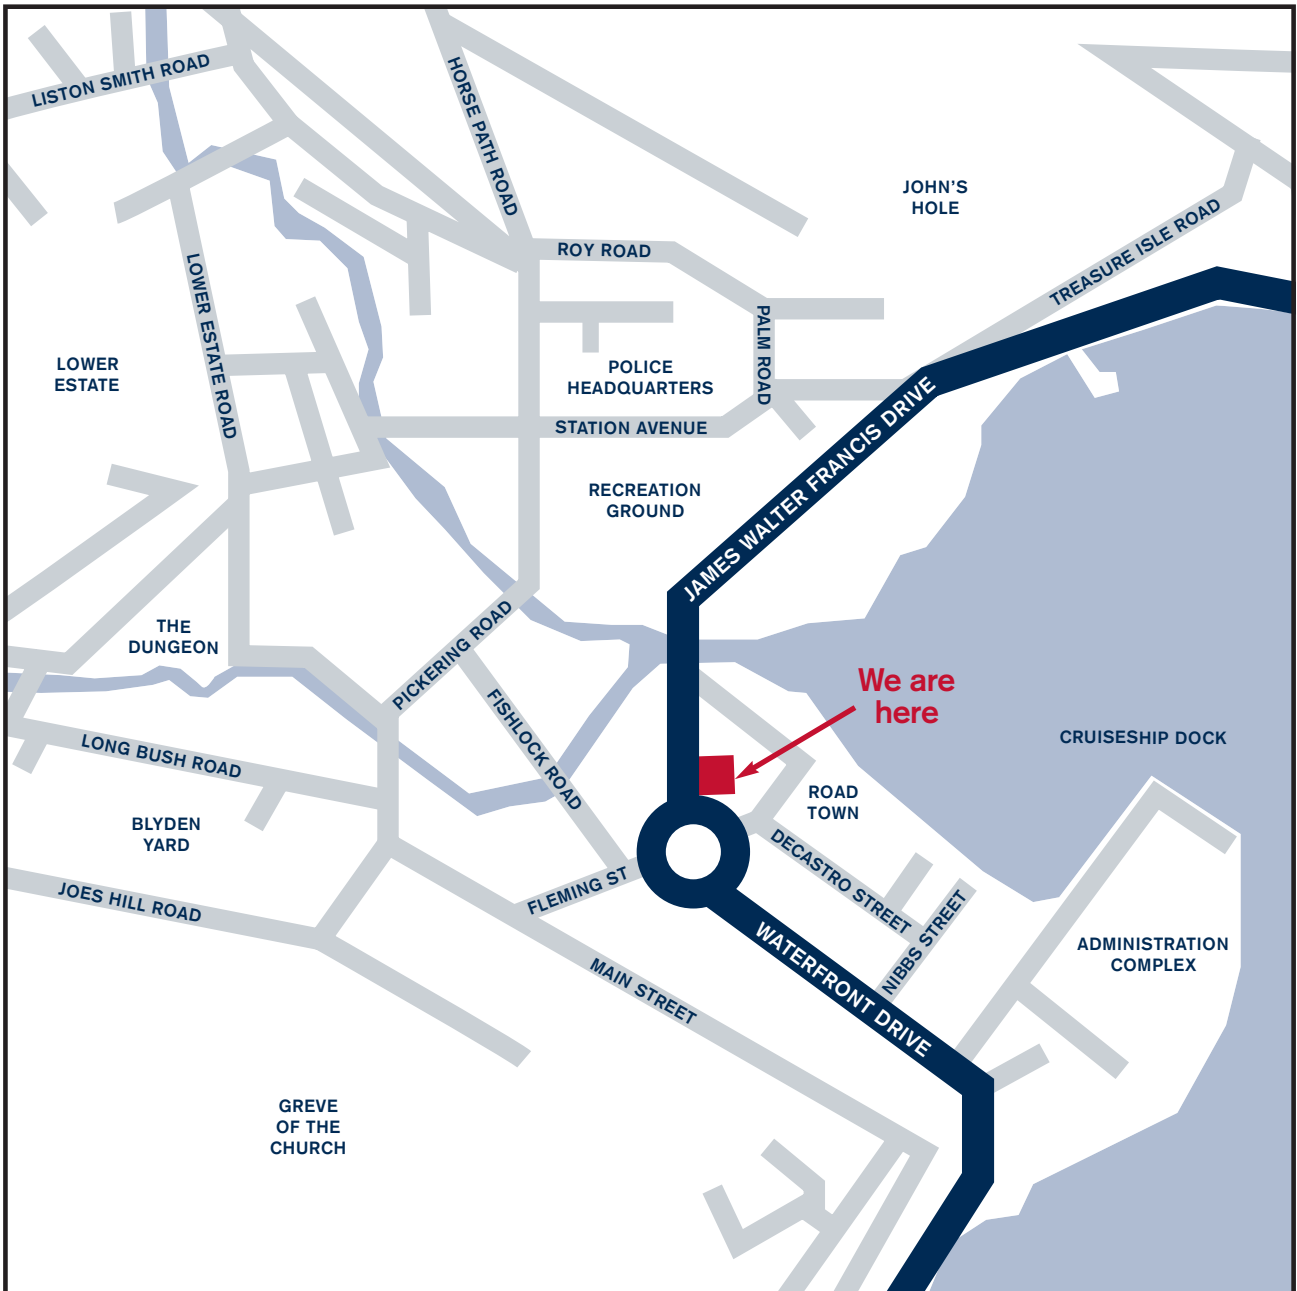 LISTON SMITH ROAD
HORSE PATH ROAD
JOHN'S
HOLE
TREASURE ISLE ROAD
ROY ROAD
LOWER ESTATE ROAD
PALM ROAD
LOWER
ESTATE
POLICE
HEADQUARTERS
STATION AVENUE
JAMES WALTER FRANCIS DRIVE
RECREATION
GROUND
THE
DUNGEON
PICKERING ROAD
We are
here
FISHLOCK ROAD
CRUISESHIP DOCK
LONG BUSH ROAD
ROAD
TOWN
BLYDEN
YARD
DECASTRO STREET
FLEMING ST
JOES HILL ROAD
NIBBS STREET
WATERFRONT DRIVE
ADMINISTRATION
COMPLEX
MAIN STREET
GREVE
OF THE
CHURCH